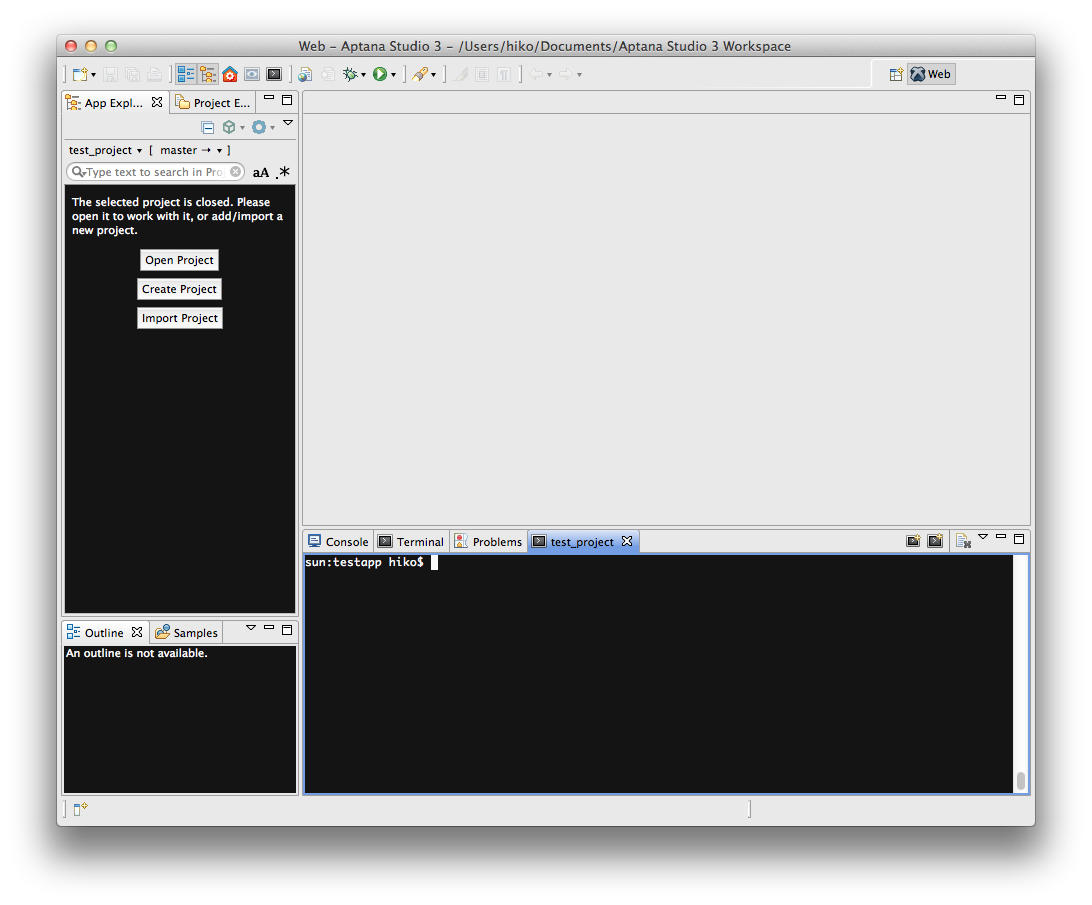 Web – Aptana Studio 3 – /Users/hiko/Documents/Aptana Studio 3 Workspace
Web
App Expl...
Project E...
test_project
[ master → ]
Type text to search in Pro
aA .*
The selected project is closed. Please
open it to work with it, or add/import a
new project.
Open Project
Create Project
Import Project
Console
Terminal
Problems
test_project
sun:testapp hiko$
Outline
Samples
An outline is not available.